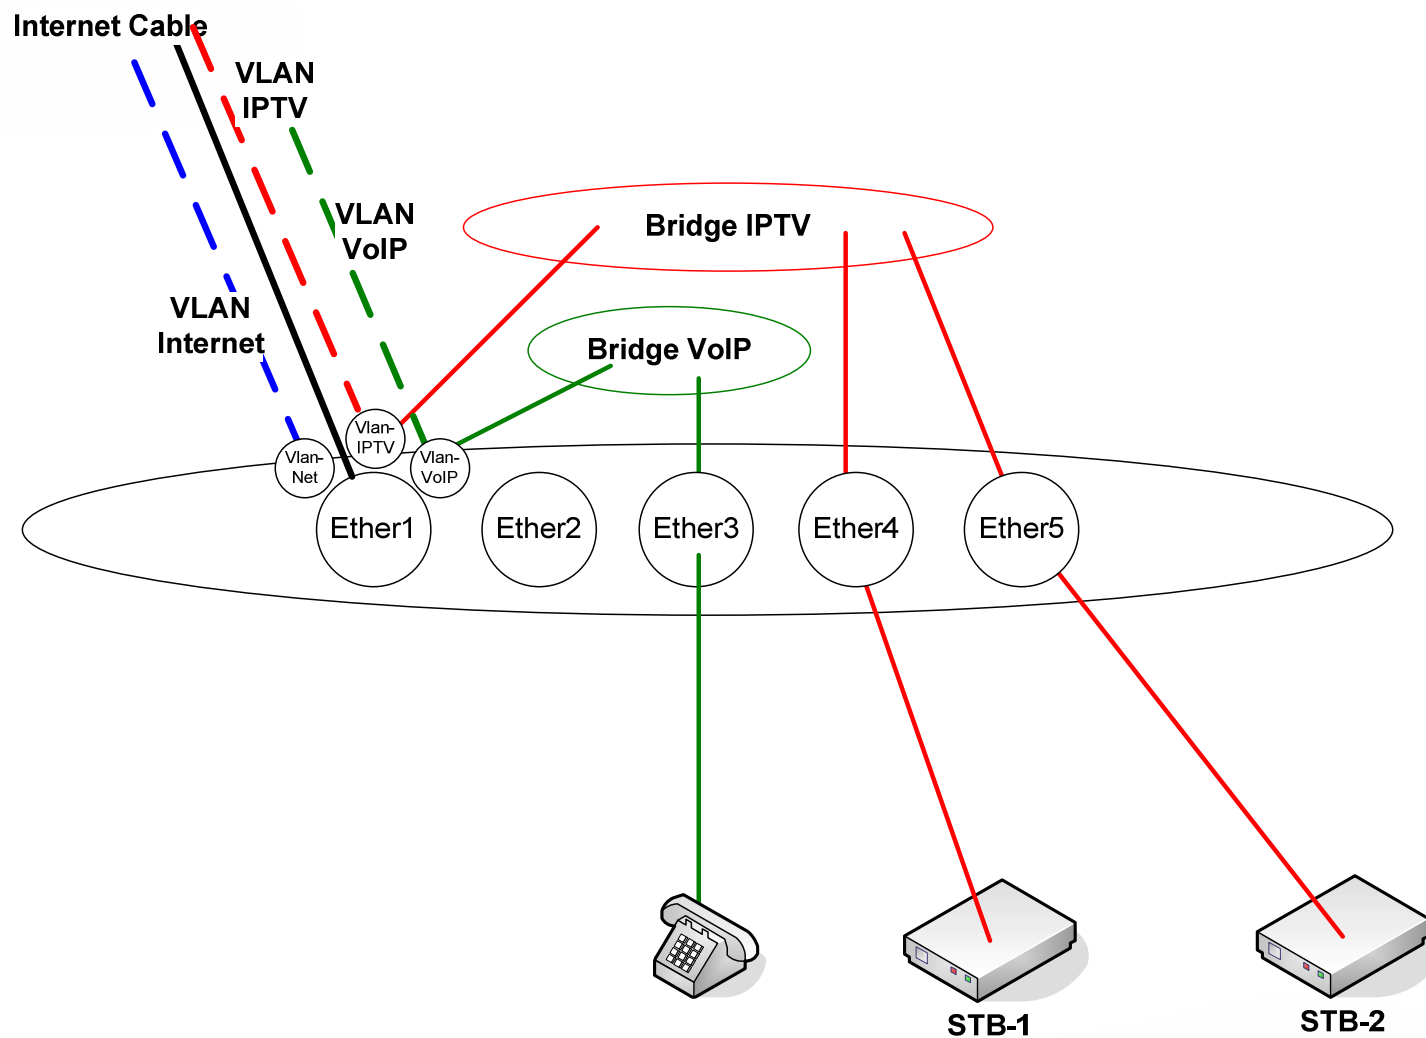 Internet Cable
VLAN
IPTV
VLAN
VoIP
Bridge IPTV
VLAN
Internet
Bridge VoIP
Vlan-
IPTV
Vlan-
Net
Vlan-
VoIP
Ether1
Ether2
Ether3
Ether4
Ether5
STB-1
STB-2